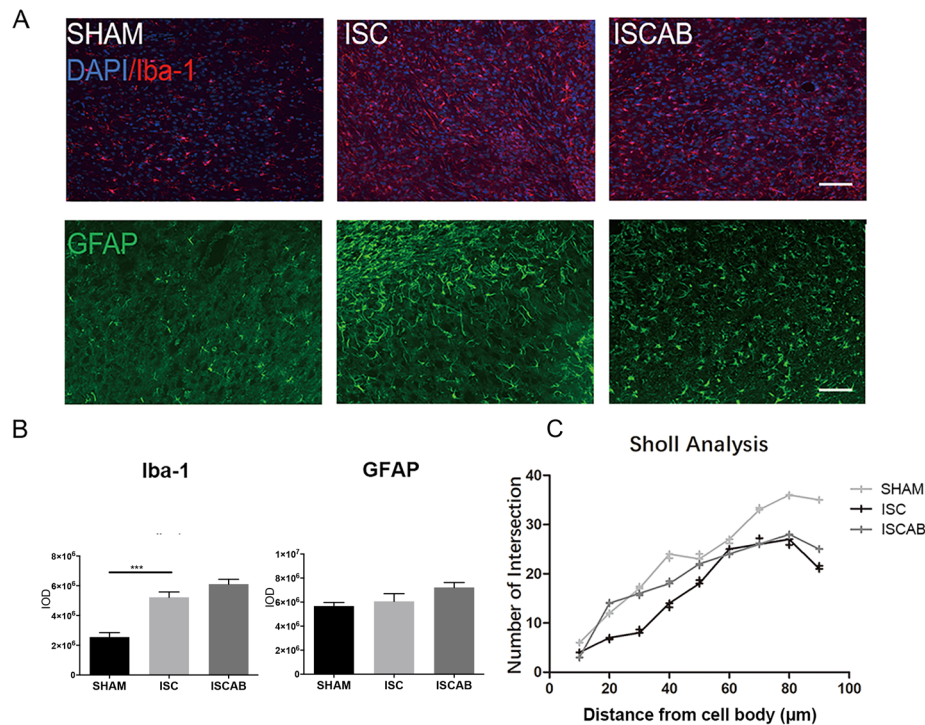 A
SHAM
ISC
ISCAB
DAPI/Iba-1
GFAP
B
C
Iba-1
GFAP
Sholl Analysis
IOD
8×10⁶
6×10⁶
4×10⁶
2×10⁶
0
***
SHAM
ISC
ISCAB
IOD
1×10⁷
8×10⁶
6×10⁶
4×10⁶
2×10⁶
0
SHAM
ISC
ISCAB
Number of Intersection
40
30
20
10
0
0
20
40
60
80
100
Distance from cell body (μm)
SHAM
ISC
ISCAB